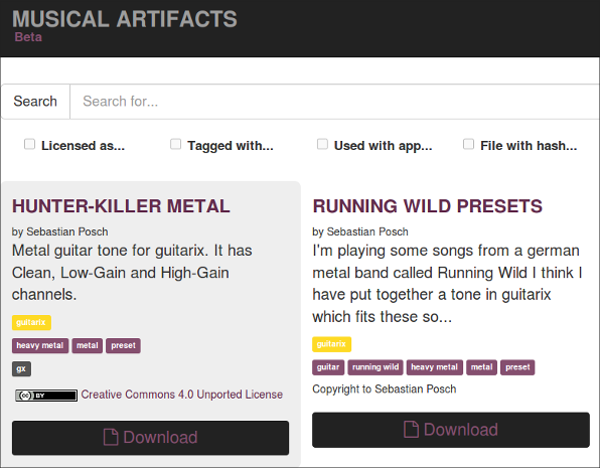 MUSICAL ARTIFACTS
Beta
Search Search for...
Licensed as... Tagged with... Used with app... File with hash...
HUNTER-KILLER METAL
by Sebastian Posch
Metal guitar tone for guitarix. It has
Clean, Low-Gain and High-Gain
channels.
guitarix
heavy metal metal preset
gx
cc BY Creative Commons 4.0 Unported License
Download
RUNNING WILD PRESETS
by Sebastian Posch
I'm playing some songs from a german
metal band called Running Wild I think I
have put together a tone in guitarix
which fits these so...
guitarix
guitar running wild heavy metal metal preset
Copyright to Sebastian Posch
Download